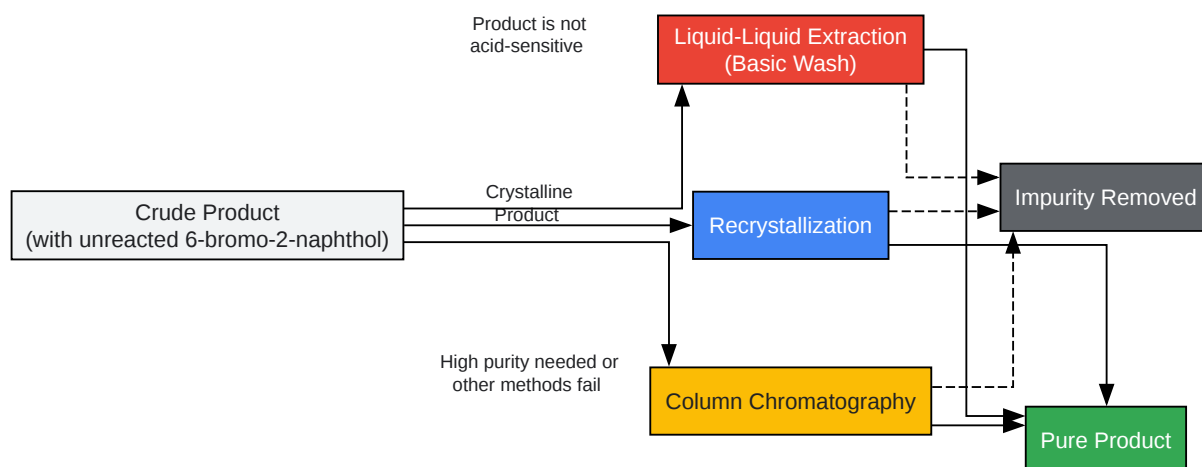 Product is not
acid-sensitive
Liquid-Liquid Extraction
(Basic Wash)
Crude Product
(with unreacted 6-bromo-2-naphthol)
Crystalline
Product
Recrystallization
Impurity Removed
High purity needed or
other methods fail
Column Chromatography
Pure Product